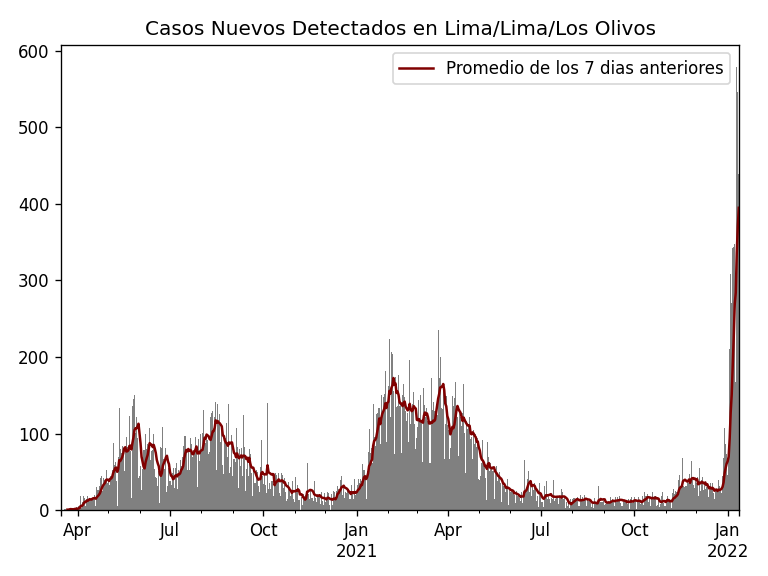 Casos Nuevos Detectados en Lima/Lima/Los Olivos
Promedio de los 7 dias anteriores
600
500
400
300
200
100
0
Apr Jul Oct Jan Apr Jul Oct Jan
2021 2022